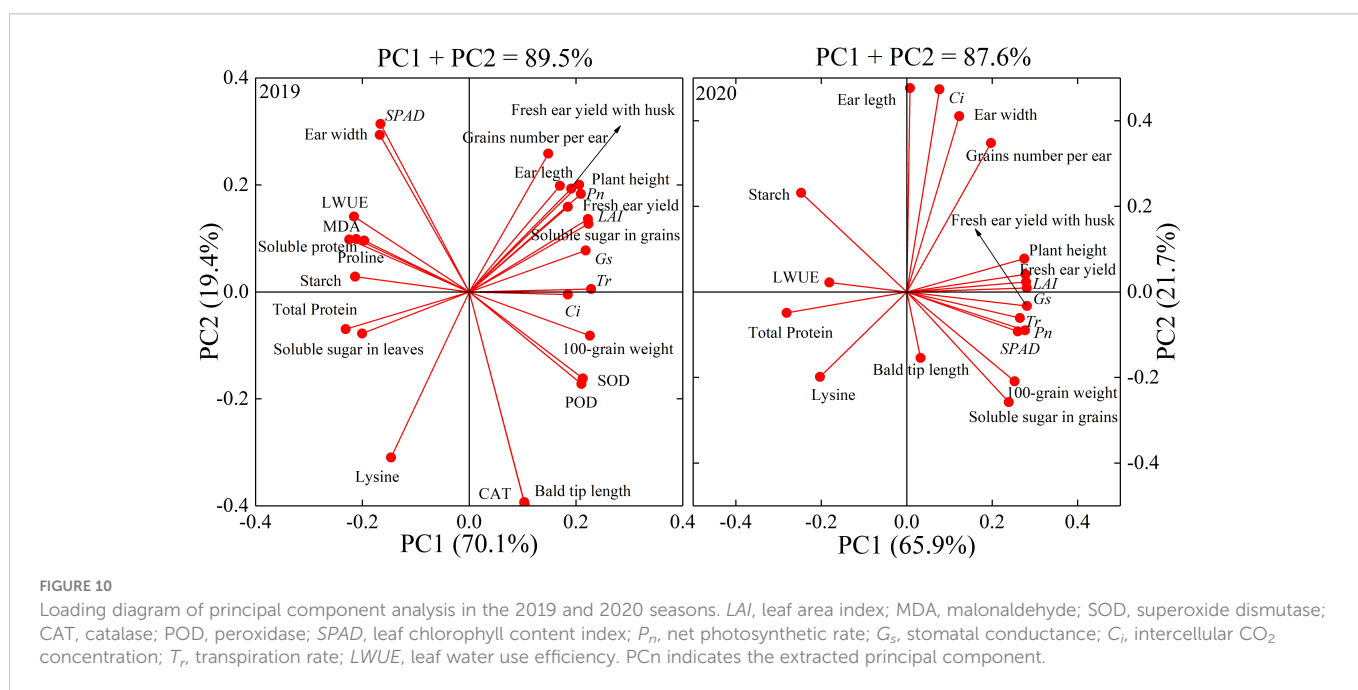 PC1 + PC2 = 89.5%
2019
SPAD
Ear width
Fresh ear yield with husk
Grains number per ear
Ear legth
Plant height
Pn
Fresh ear yield
LAI
Soluble sugar in grains
Gs
Tr
Ci
LWUE
MDA
Soluble protein
Proline
Starch
Total Protein
Soluble sugar in leaves
100-grain weight
SOD
POD
Lysine
CAT
Bald tip length
0.4
0.2
0.0
-0.2
-0.4
PC2 (19.4%)
-0.4
-0.2
0.0
0.2
0.4
PC1 (70.1%)
PC1 + PC2 = 87.6%
2020
Ear legth
Ci
Ear width
Grains number per ear
Starch
Fresh ear yield with husk
Plant height
Fresh ear yield
LAI
LWUE
Gs
Total Protein
Tr
Pn
SPAD
Bald tip length
Lysine
100-grain weight
Soluble sugar in grains
0.4
0.2
0.0
-0.2
-0.4
PC2 (21.7%)
-0.2
0.0
0.2
0.4
PC1 (65.9%)
FIGURE 10
Loading diagram of principal component analysis in the 2019 and 2020 seasons. LAI, leaf area index; MDA, malonaldehyde; SOD, superoxide dismutase;
CAT, catalase; POD, peroxidase; SPAD, leaf chlorophyll content index; Pn, net photosynthetic rate; Gs, stomatal conductance; Ci, intercellular CO2
concentration; Tr, transpiration rate; LWUE, leaf water use efficiency. PCn indicates the extracted principal component.